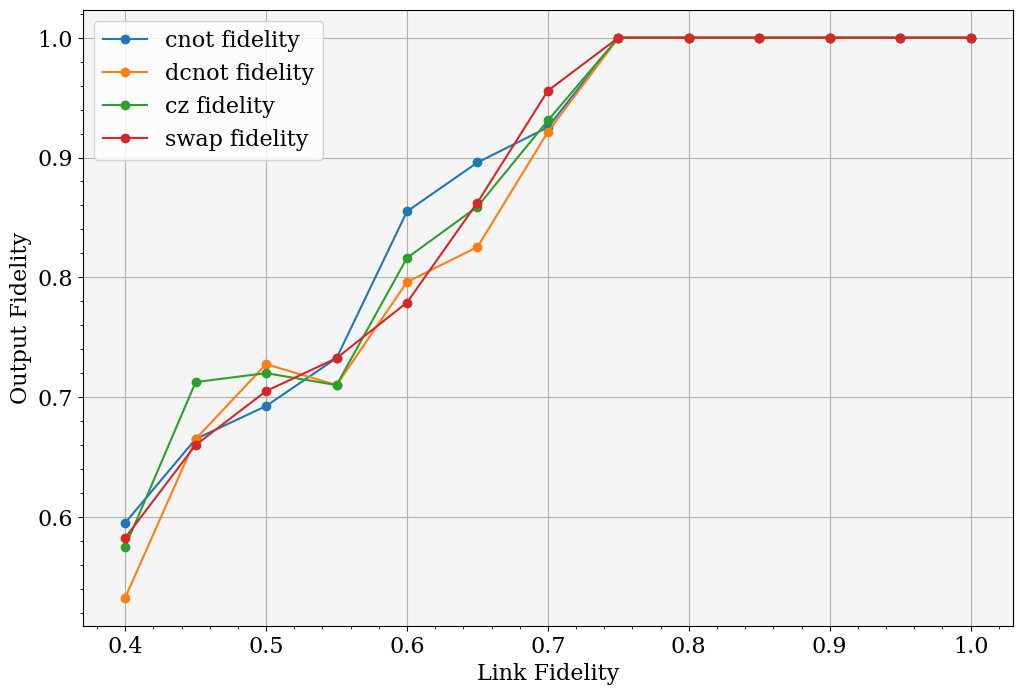 1.0
0.9
0.8
0.7
0.6
Output Fidelity
cnot fidelity
dcnot fidelity
cz fidelity
swap fidelity
0.4 0.5 0.6 0.7 0.8 0.9 1.0
Link Fidelity